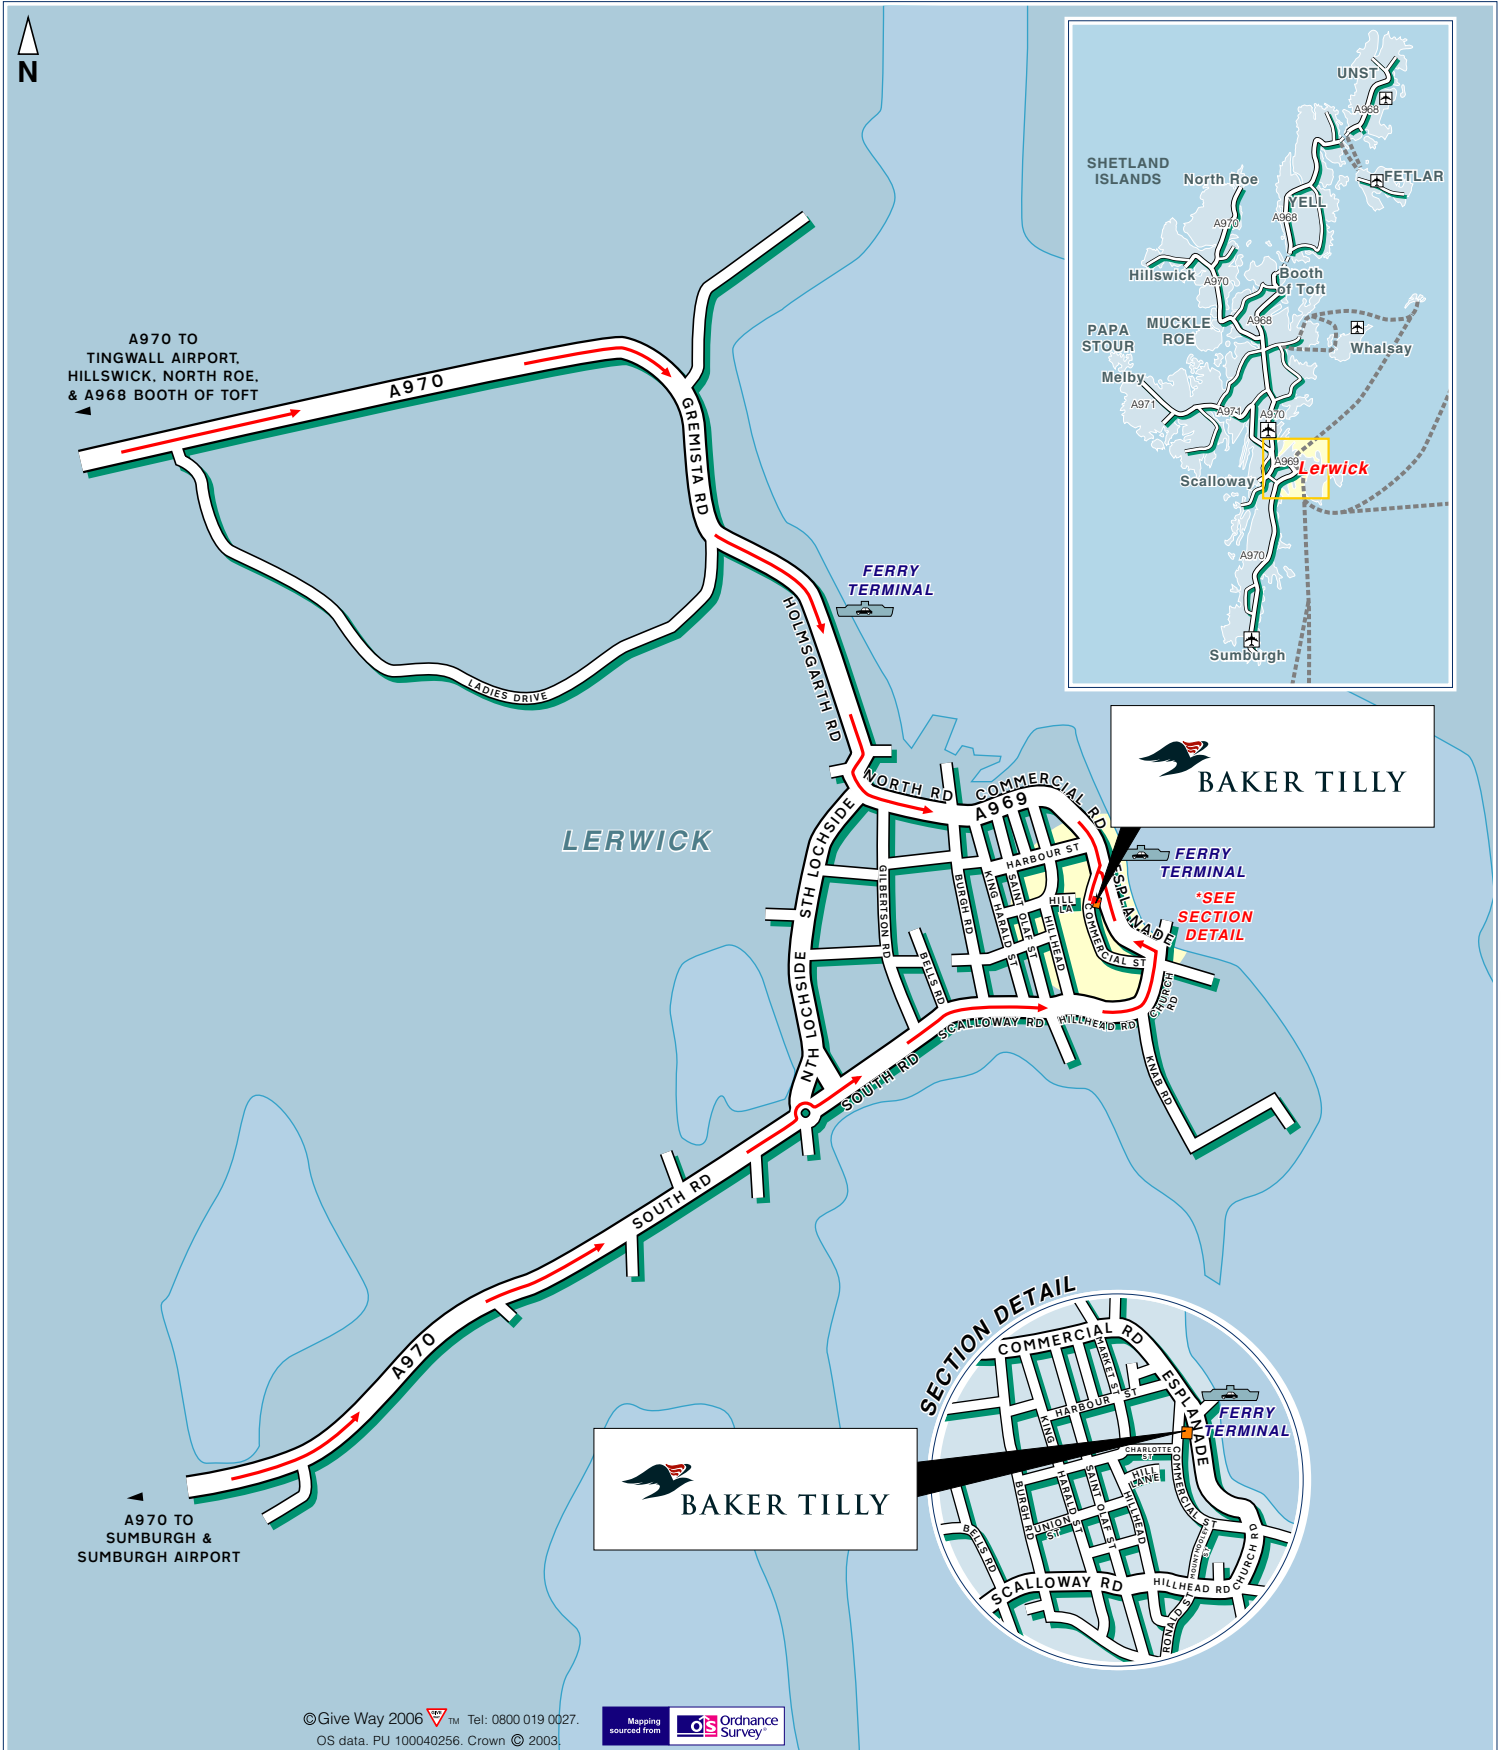 N
A970 TO
TINGWALL AIRPORT,
HILLSWICK, NORTH ROE,
& A968 BOOTH OF TOFT
A970
GREMISTA RD
LADIES DRIVE
HOLMSGARTH RD
FERRY
TERMINAL
LERWICK
NORTH RD
COMMERCIAL RD
A969
STH LOCHSIDE
NTH LOCHSIDE
GILBERTSON RD
BELLS RD
BURGH RD
KING HARALD ST
SAINT OLAF ST
HARBOUR ST
HILL
LA
HILLHEAD
COMMERCIAL ST
ESPLANADE
CHURCH
RD
SCALLOWAY RD
HILLHEAD RD
KNAB RD
SOUTH RD
SOUTH RD
A970
BAKER TILLY
FERRY
TERMINAL
*SEE
SECTION
DETAIL
A970 TO
SUMBURGH &
SUMBURGH AIRPORT
SHETLAND
ISLANDS
UNST
A968
FETLAR
North Roe
YELL
A968
A970
Hillswick
A970
Booth
of Toft
A968
MUCKLE
ROE
PAPA
STOUR
Whalsay
Melby
A971
A971
A970
A969
Lerwick
Scalloway
A970
Sumburgh
SECTION DETAIL
COMMERCIAL RD
MARKET ST
ESPLANADE
HARBOUR ST
FERRY
TERMINAL
KING HARALD ST
CHARLOTTE
ST
HILL
LANE
COMMERCIAL ST
BURGH RD
SAINT OLAF ST
HILLHEAD
UNION
ST
BELLS RD
MOUNTHOOLY
ST
CHURCH RD
SCALLOWAY RD
HILLHEAD RD
RONALD ST
BAKER TILLY
©Give Way 2006 GIVE WAY TM Tel: 0800 019 0027.
OS data. PU 100040256. Crown © 2003.
Mapping
sourced from
OS Ordnance
Survey®